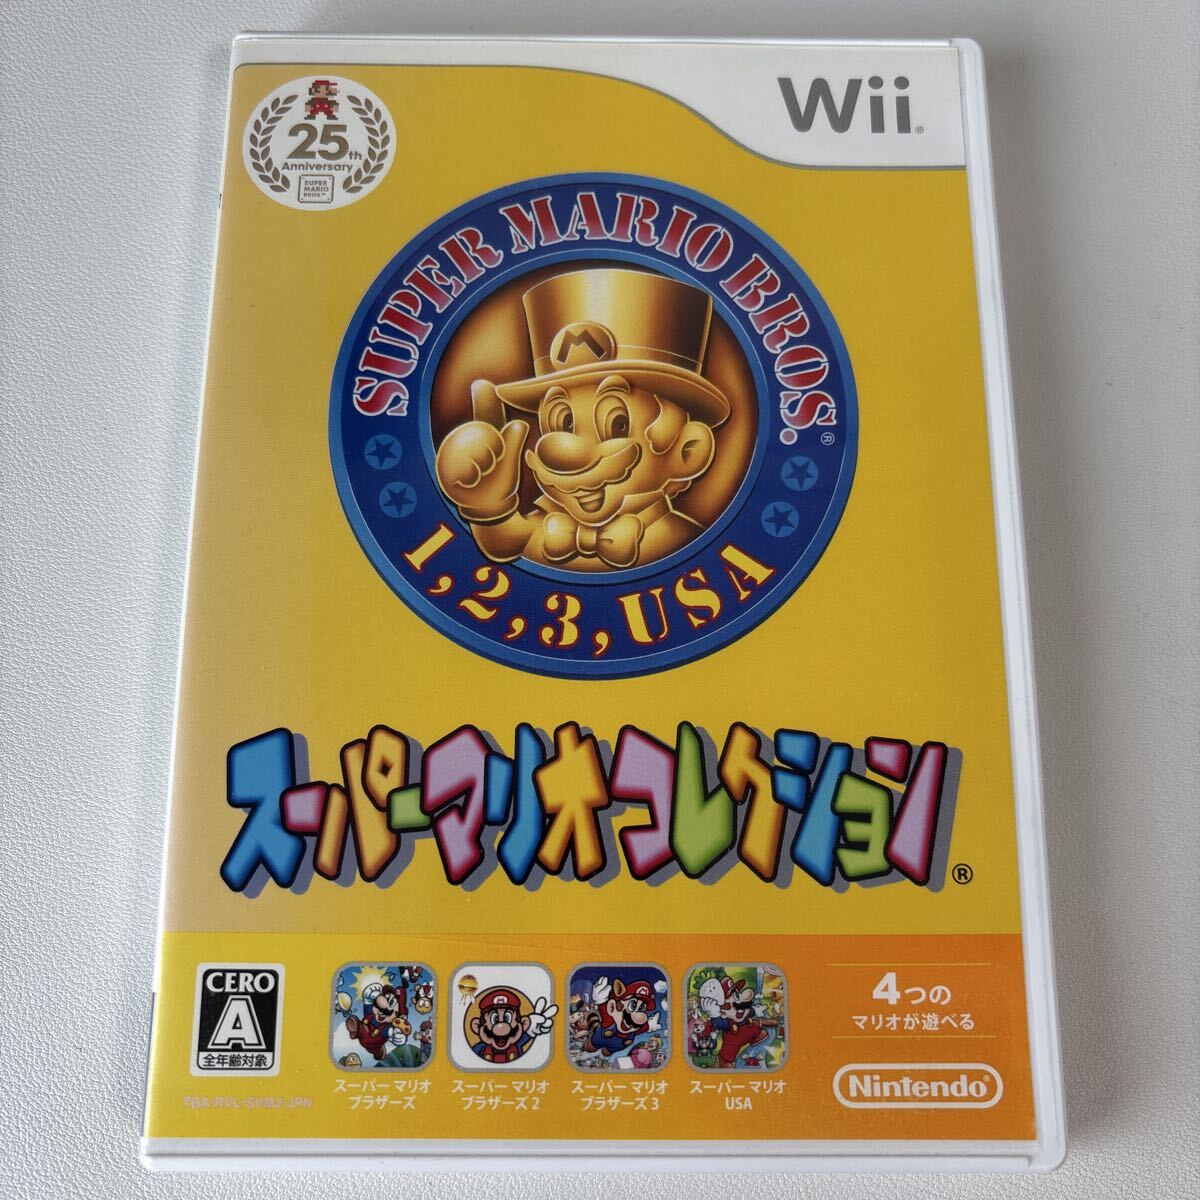 25th
Anniversary
SUPER
MARIO
BROS.™
Wii®
SUPER MARIO BROS.®
M
1,2,3,USA
スーパーマリオコレクション®
CERO
A
全年齢対象
TBA-RVL-SVMJ-JPN
スーパー マリオ
ブラザーズ
スーパー マリオ
ブラザーズ 2
スーパー マリオ
ブラザーズ 3
スーパー マリオ
USA
4つの
マリオが遊べる
Nintendo®